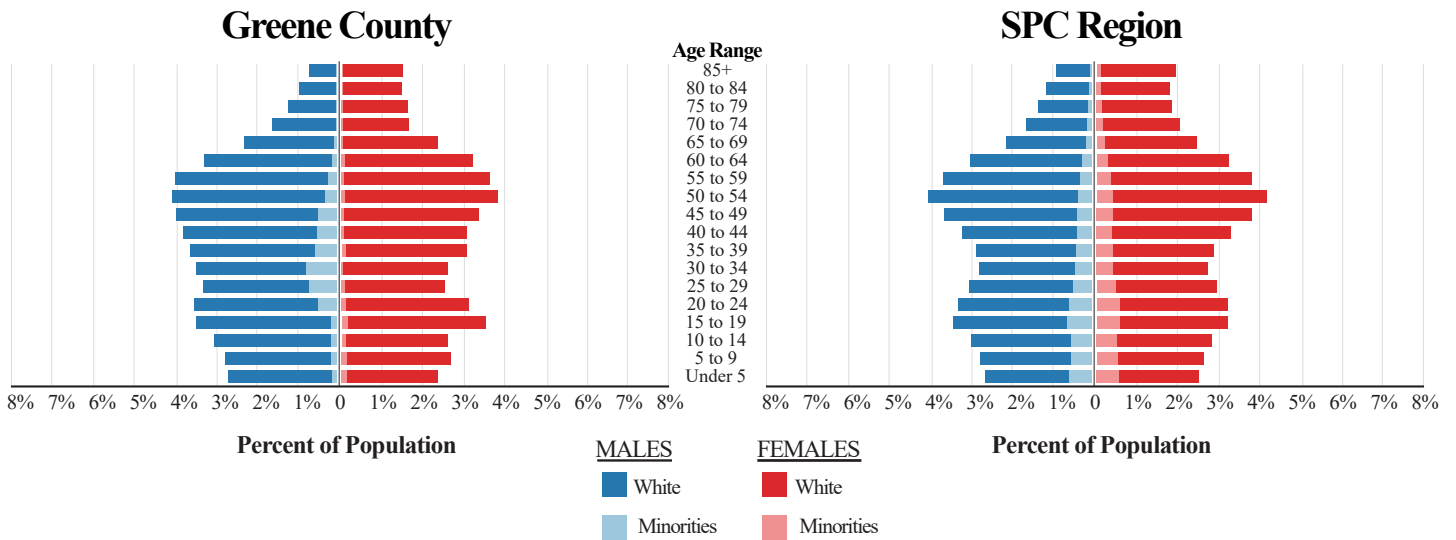 Greene County
SPC Region
Age Range
85+
80 to 84
75 to 79
70 to 74
65 to 69
60 to 64
55 to 59
50 to 54
45 to 49
40 to 44
35 to 39
30 to 34
25 to 29
20 to 24
15 to 19
10 to 14
5 to 9
Under 5
8% 7% 6% 5% 4% 3% 2% 1% 0 1% 2% 3% 4% 5% 6% 7% 8%
8% 7% 6% 5% 4% 3% 2% 1% 0 1% 2% 3% 4% 5% 6% 7% 8%
Percent of Population
Percent of Population
MALES
FEMALES
White
White
Minorities
Minorities